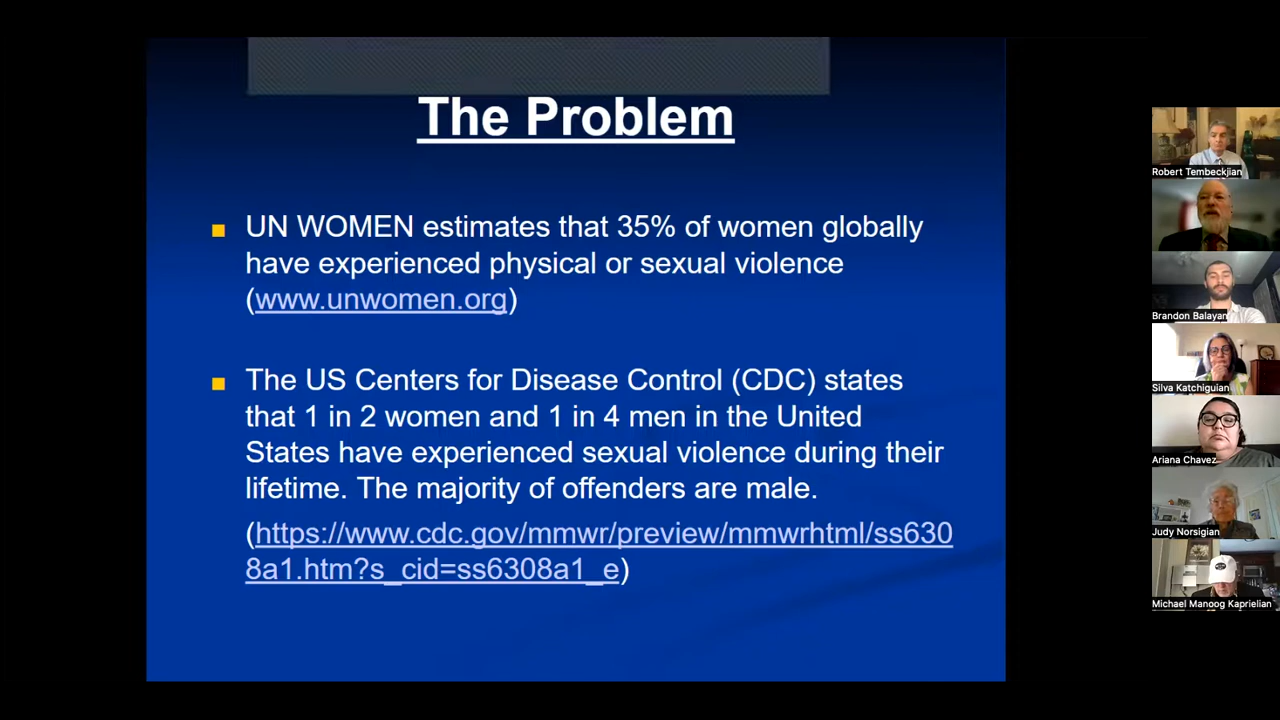 The Problem
UN WOMEN estimates that 35% of women globally
have experienced physical or sexual violence
(www.unwomen.org)
The US Centers for Disease Control (CDC) states
that 1 in 2 women and 1 in 4 men in the United
States have experienced sexual violence during their
lifetime. The majority of offenders are male.
(https://www.cdc.gov/mmwr/preview/mmwrhtml/ss630
8a1.htm?s_cid=ss6308a1_e)
Robert Tembeckjian
Brandon Balayan
Silva Katchiguian
Ariana Chavez
Judy Norsigian
Michael Manoog Kaprielian